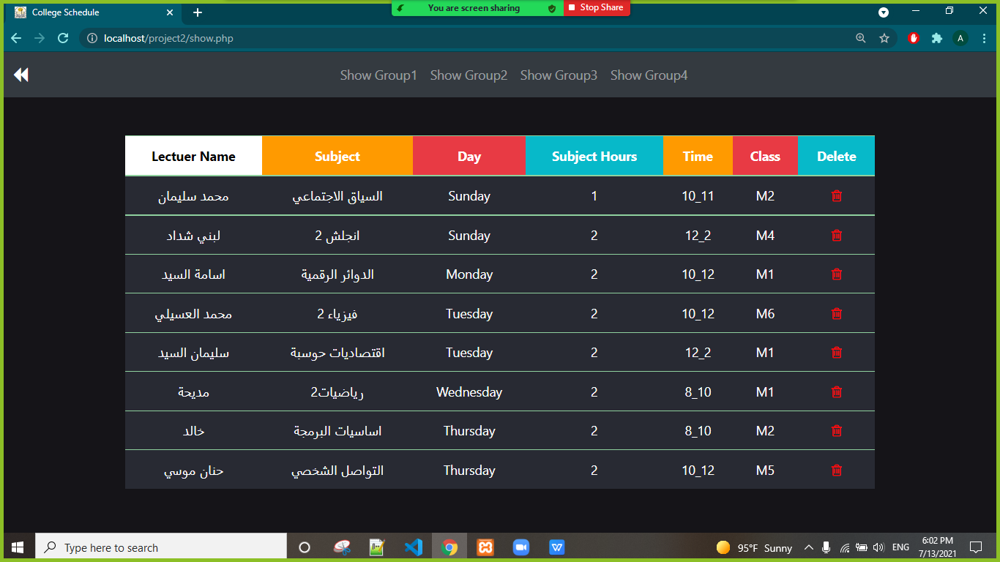 College Schedule
You are screen sharing Stop Share
localhost/project2/show.php
A
Show Group1 Show Group2 Show Group3 Show Group4
Lectuer Name Subject Day Subject Hours Time Class Delete
محمد سليمان السياق الاجتماعي Sunday 1 10_11 M2
لبني شداد انجلش 2 Sunday 2 12_2 M4
اسامة السيد الدوائر الرقمية Monday 2 10_12 M1
محمد العسيلي فيزياء 2 Tuesday 2 10_12 M6
سليمان السيد اقتصاديات حوسبة Tuesday 2 12_2 M1
مديحة رياضيات2 Wednesday 2 8_10 M1
خالد اساسيات البرمجة Thursday 2 8_10 M2
حنان موسي التواصل الشخصي Thursday 2 10_12 M5
Type here to search
95°F Sunny
ENG
6:02 PM
7/13/2021